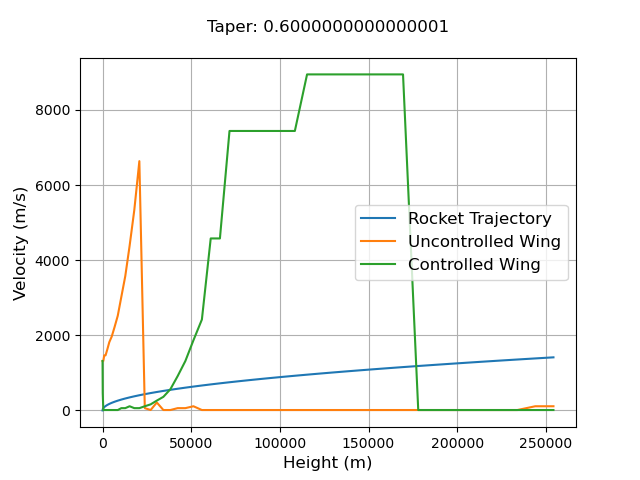 Taper: 0.6000000000000001
8000
6000
4000
2000
0
Velocity (m/s)
Rocket Trajectory
Uncontrolled Wing
Controlled Wing
0 50000 100000 150000 200000 250000
Height (m)